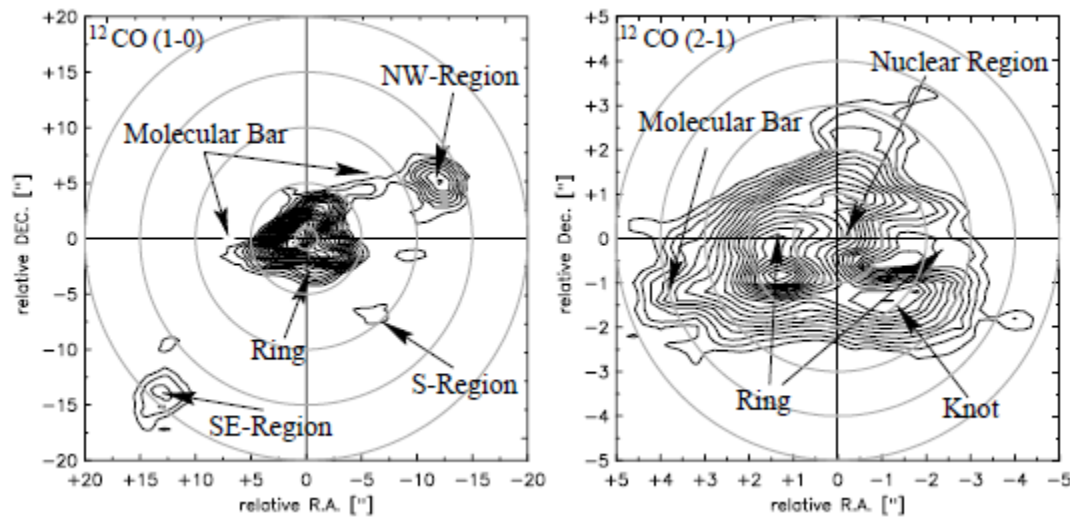 ¹²CO (1-0)
NW-Region
Molecular Bar
Ring
S-Region
SE-Region
+20
+15
+10
+5
0
-5
-10
-15
-20
+20 +15 +10 +5 0 -5 -10 -15 -20
relative DEC. ["]
relative R.A. ["]
¹²CO (2-1)
Nuclear Region
Molecular Bar
Ring
Knot
+5
+4
+3
+2
+1
0
-1
-2
-3
-4
-5
+5 +4 +3 +2 +1 0 -1 -2 -3 -4 -5
relative Dec. ["]
relative R.A. ["]